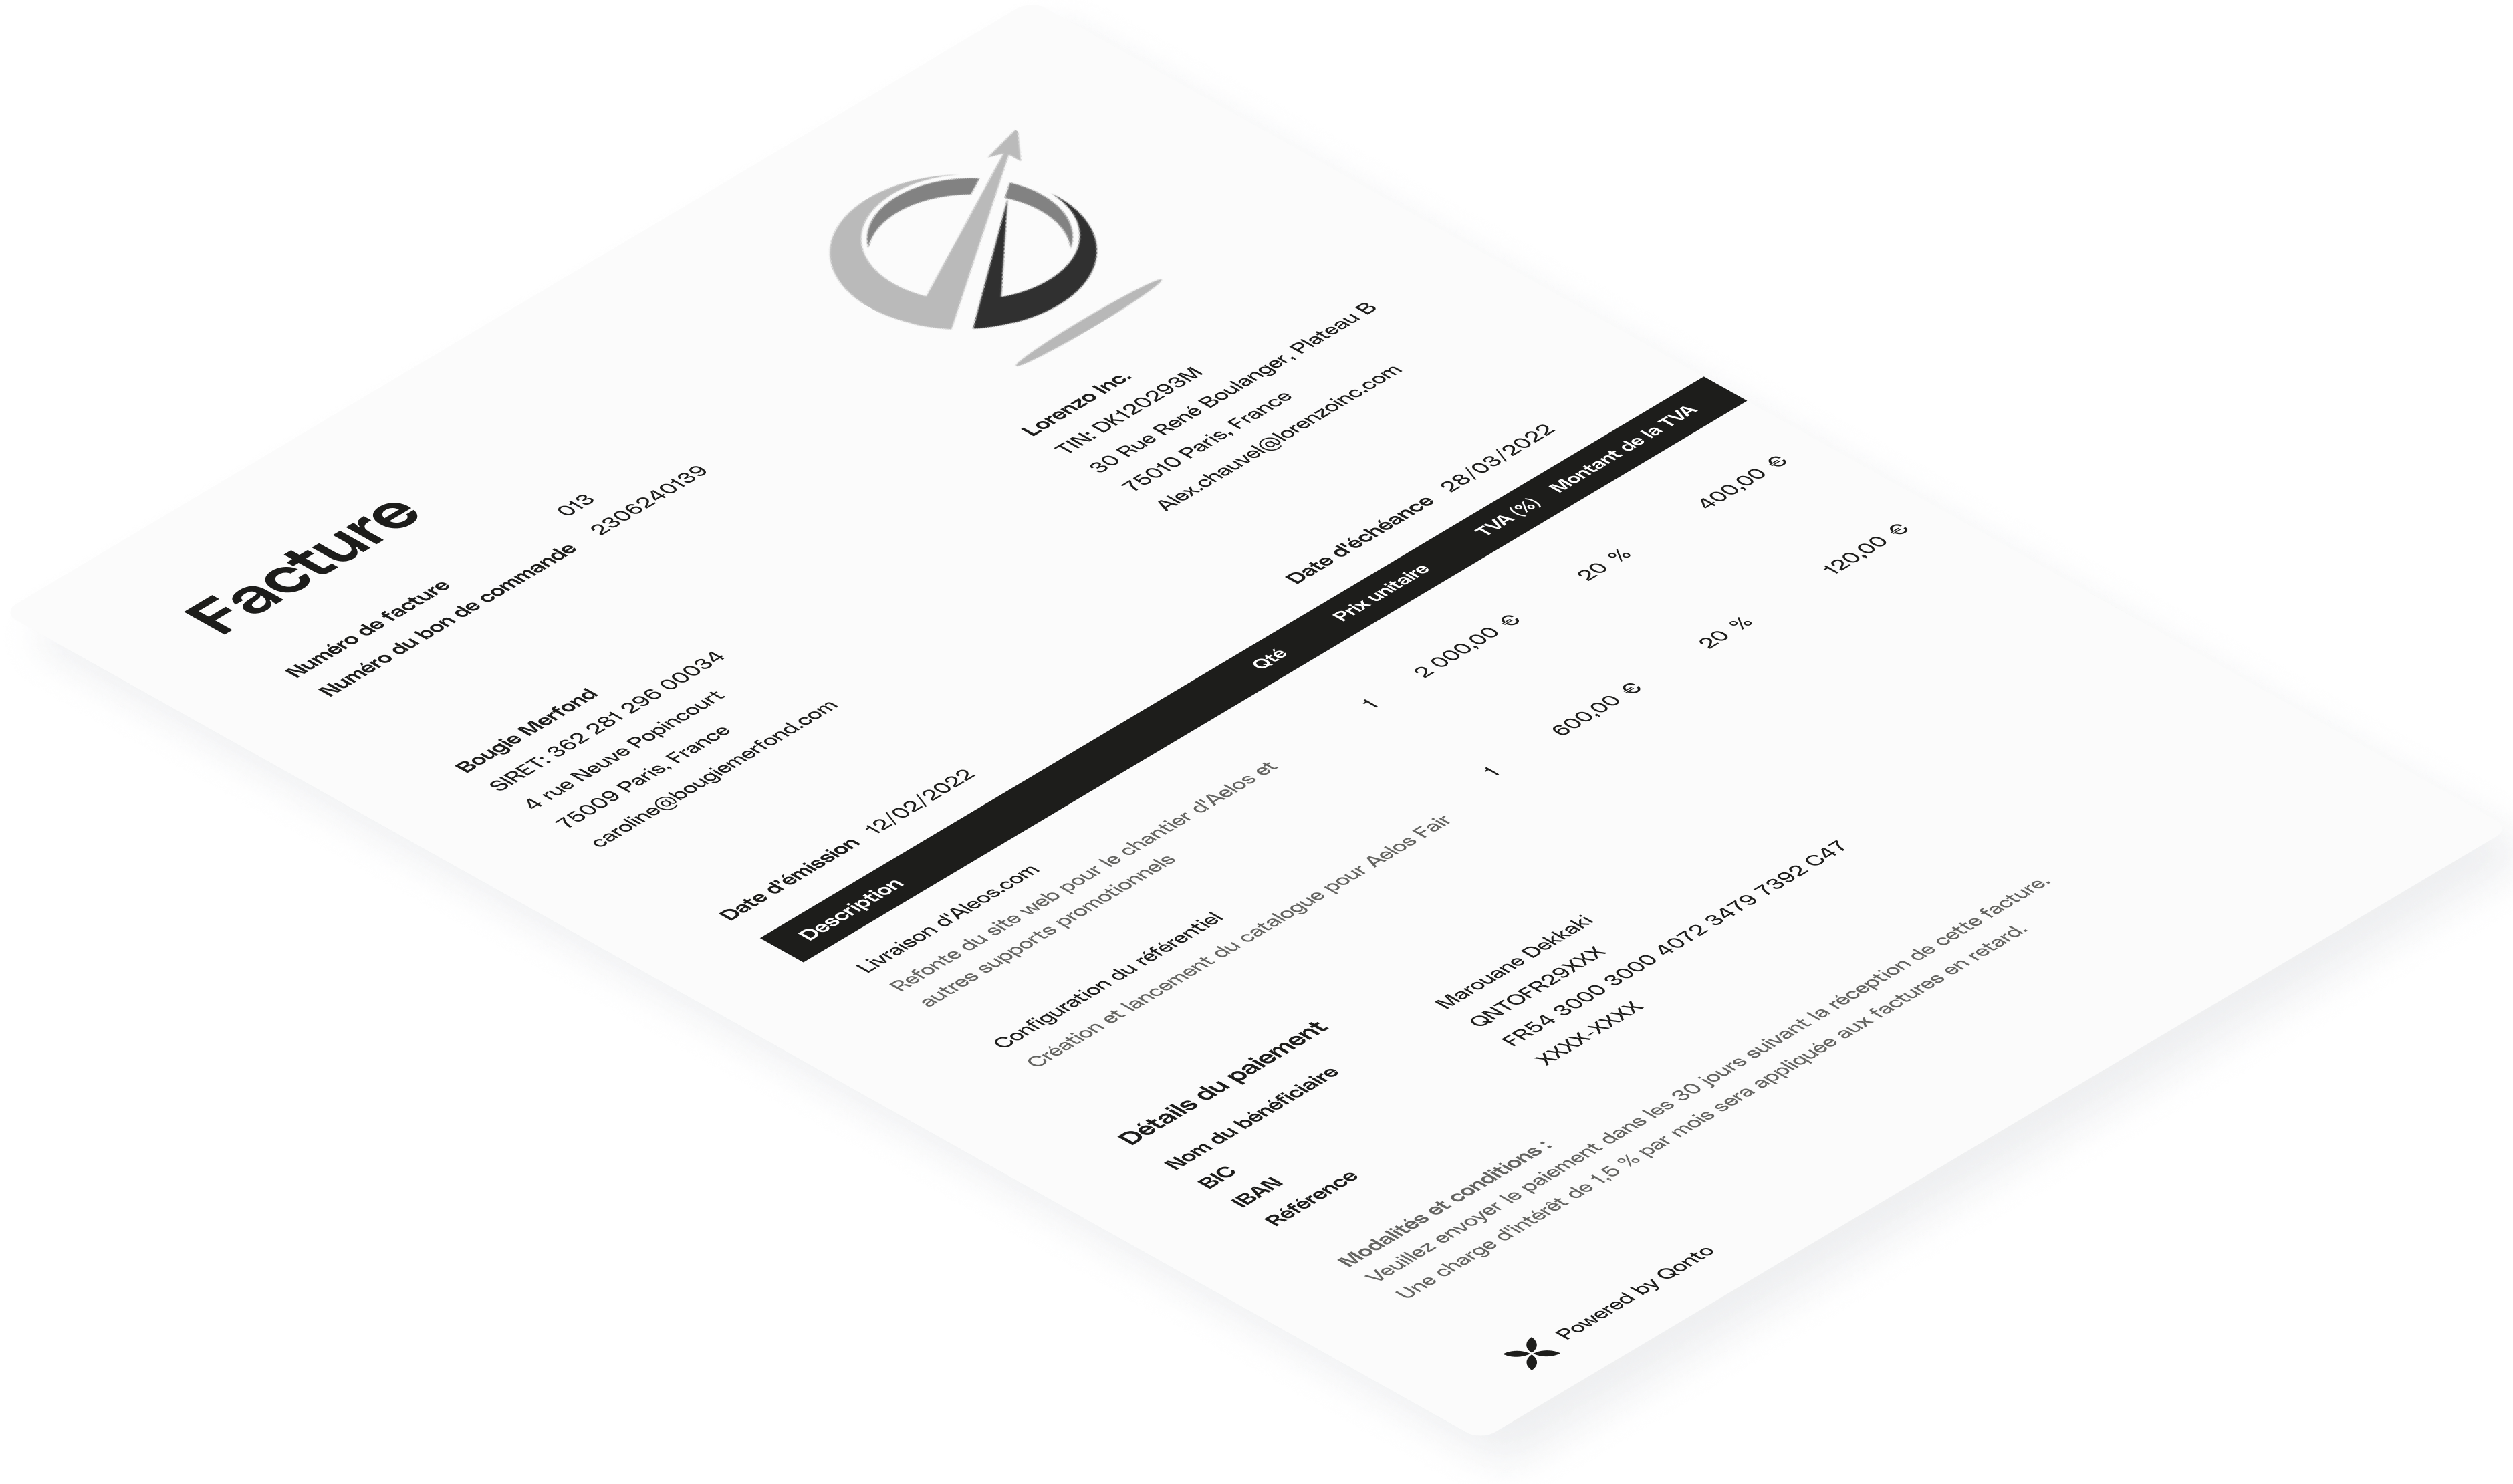 Facture
Numéro de facture 013
Numéro du bon de commande 2306240139
Bougie Merfond
SIRET: 362 281 296 00034
4 rue Neuve Popincourt
75009 Paris, France
caroline@bougiemerfond.com
Lorenzo Inc.
TIN: DK120293M
30 Rue René Boulanger, Plateau B
75010 Paris, France
Alex.chauvel@lorenzoinc.com
Date d'émission 12/02/2022 Date d'échéance 28/03/2022
Description Qté Prix unitaire TVA (%) Montant de la TVA
Livraison d'Aleos.com 1 2 000,00 € 20 % 400,00 €
Refonte du site web pour le chantier d'Aelos et
autres supports promotionnels
Configuration du référentiel 1 600,00 € 20 % 120,00 €
Création et lancement du catalogue pour Aelos Fair
Détails du paiement
Nom du bénéficiaire Marouane Dekkaki
BIC QNTOFR29XXX
IBAN FR54 3000 3000 4072 3479 7392 C47
Référence XXXX-XXXX
Modalités et conditions :
Veuillez envoyer le paiement dans les 30 jours suivant la réception de cette facture.
Une charge d'intérêt de 1,5 % par mois sera appliquée aux factures en retard.
Powered by Qonto